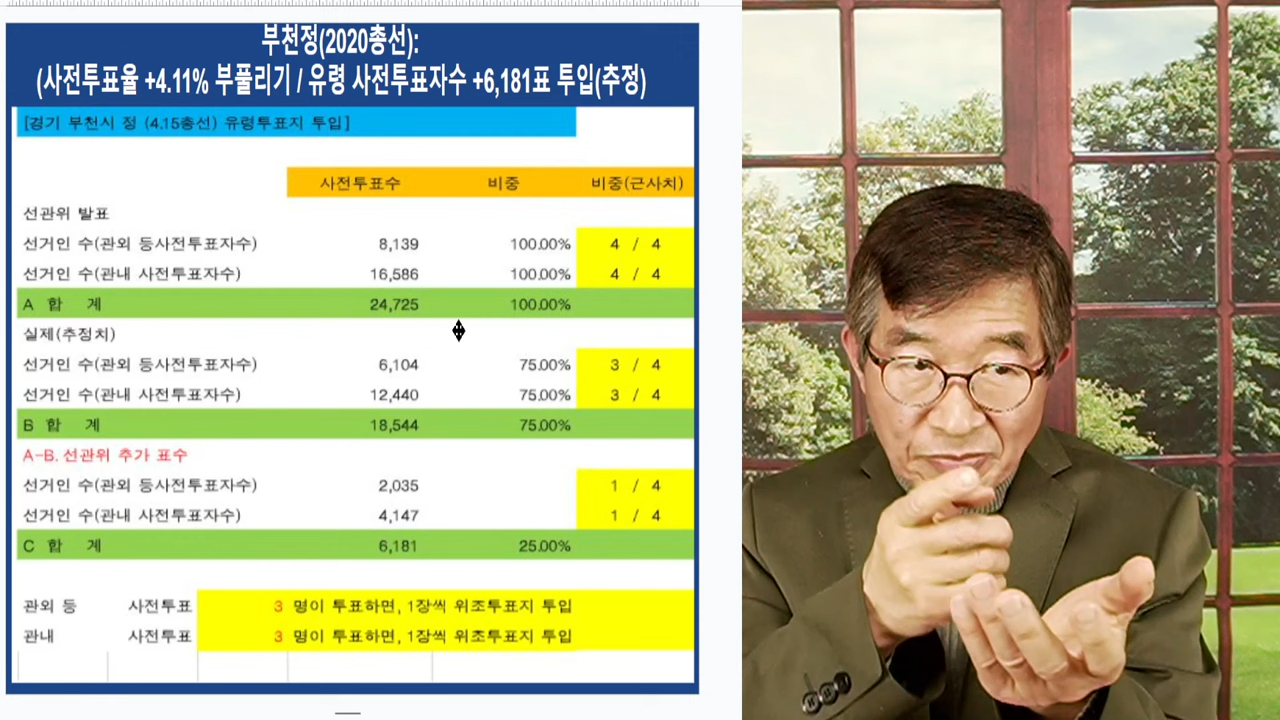 부천정(2020총선):
(사전투표율 +4.11% 부풀리기 / 유령 사전투표자수 +6,181표 투입(추정)
[경기 부천시 정 (4.15총선) 유령투표지 투입]
사전투표수 비중 비중(근사치)
선관위 발표
선거인 수(관외 등사전투표자수) 8,139 100.00% 4 / 4
선거인 수(관내 사전투표자수) 16,586 100.00% 4 / 4
A 합 계 24,725 100.00%
실제(추정치)
선거인 수(관외 등사전투표자수) 6,104 75.00% 3 / 4
선거인 수(관내 사전투표자수) 12,440 75.00% 3 / 4
B 합 계 18,544 75.00%
A-B. 선관위 추가 표수
선거인 수(관외 등사전투표자수) 2,035 1 / 4
선거인 수(관내 사전투표자수) 4,147 1 / 4
C 합 계 6,181 25.00%
관외 등 사전투표 3 명이 투표하면, 1장씩 위조투표지 투입
관내 사전투표 3 명이 투표하면, 1장씩 위조투표지 투입